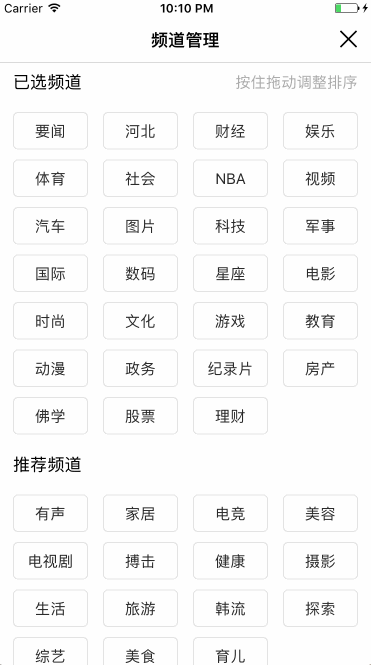 Carrier 10:10 PM
频道管理
已选频道 按住拖动调整排序
要闻 河北 财经 娱乐
体育 社会 NBA 视频
汽车 图片 科技 军事
国际 数码 星座 电影
时尚 文化 游戏 教育
动漫 政务 纪录片 房产
佛学 股票 理财
推荐频道
有声 家居 电竞 美容
电视剧 搏击 健康 摄影
生活 旅游 韩流 探索
综艺 美食 育儿